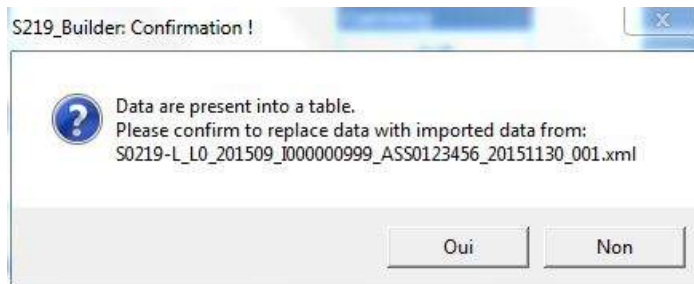 S219_Builder: Confirmation !
Data are present into a table.
Please confirm to replace data with imported data from:
S0219-L_L0_201509_I000000999_ASS0123456_20151130_001.xml
Oui
Non